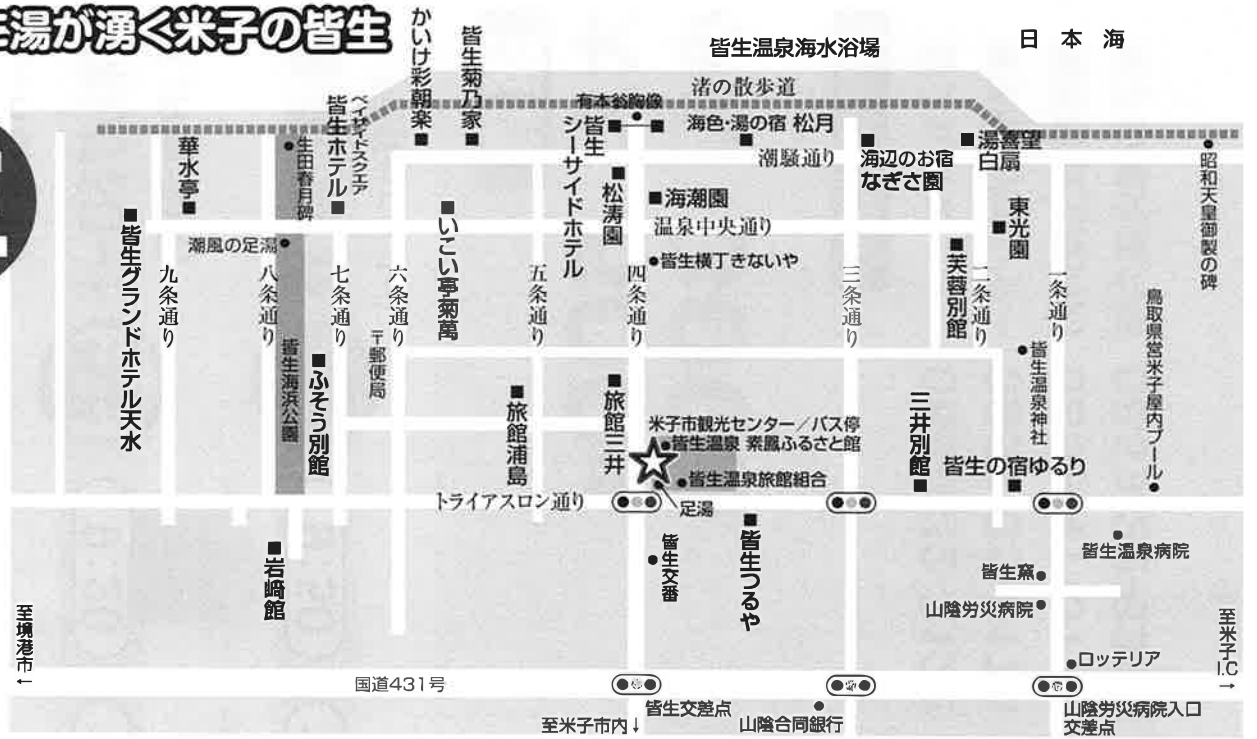 湯が湧く米子の皆生
日本海
皆生温泉海水浴場
渚の散歩道
かいけ彩朝楽
皆生菊乃家
有本翁胸像
海色・湯の宿 松月
潮騒通り
海辺のお宿
なぎさ園
湯喜望
白扇
昭和天皇御製の碑
華水亭
生田春月碑
ベイサイドスクエア
皆生ホテル
皆生
シーサイドホテル
松涛園
海潮園
東光園
皆生グランドホテル天水
潮風の足湯
いこい亭菊萬
温泉中央通り
皆生横丁きないや
芙蓉別館
九条通り
八条通り
七条通り
六条通り
五条通り
四条通り
三条通り
二条通り
一条通り
〒郵便局
皆生海浜公園
ふそう別館
旅館浦島
旅館三井
米子市観光センター/バス停
皆生温泉 素鳳ふるさと館
皆生温泉旅館組合
足湯
三井別館
皆生の宿ゆるり
皆生温泉神社
鳥取県営米子屋内プール
トライアスロン通り
岩崎館
皆生交番
皆生つるや
皆生温泉病院
皆生窯
山陰労災病院
ロッテリア
至境港市
←
至米子I.C
→
国道431号
至米子市内↓
皆生交差点
山陰合同銀行
山陰労災病院入口
交差点